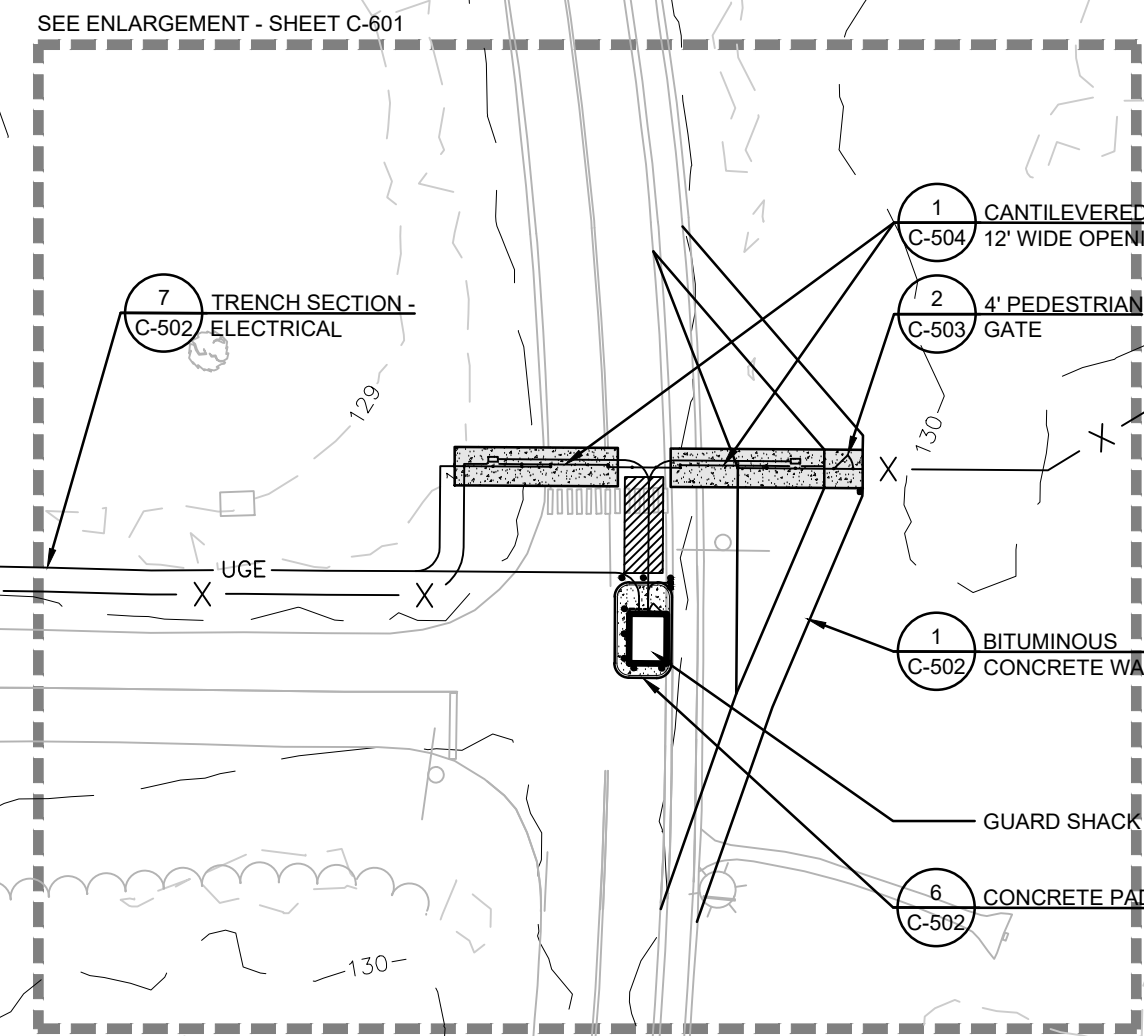 SEE ENLARGEMENT - SHEET C-601
1
C-504
CANTILEVERED
12' WIDE OPENI
7
C-502
TRENCH SECTION -
ELECTRICAL
2
C-503
4' PEDESTRIAN
GATE
129
130
X
X
UGE
X
X
1
C-502
BITUMINOUS
CONCRETE WA
GUARD SHACK
6
C-502
CONCRETE PAD
130